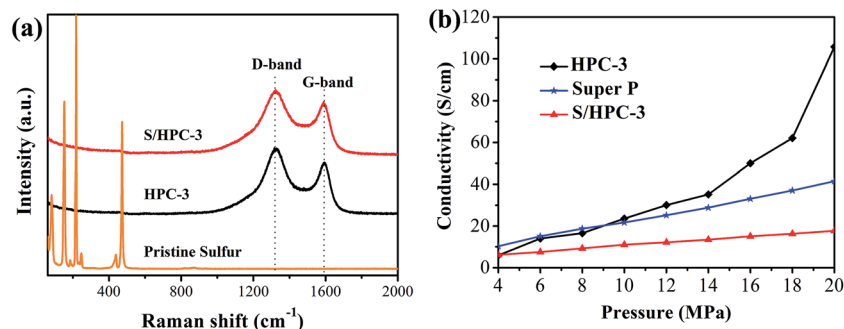 (a)
D-band
G-band
S/HPC-3
HPC-3
Pristine Sulfur
Intensity (a.u.)
400 800 1200 1600 2000
Raman shift (cm⁻¹)
(b)
120
100
80
60
40
20
0
HPC-3
Super P
S/HPC-3
Conductivity (S/cm)
4 6 8 10 12 14 16 18 20
Pressure (MPa)